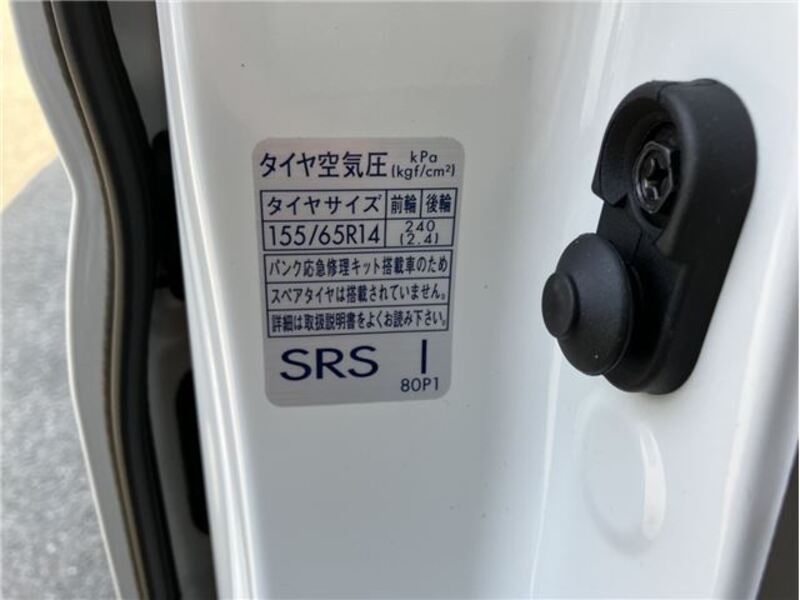 タイヤ空気圧 kPa (kgf/cm²)
タイヤサイズ 前輪 後輪
155/65R14 240 (2.4)
パンク応急修理キット搭載車のため
スペアタイヤは搭載されていません。
詳細は取扱説明書をよくお読み下さい。
SRS I
80P1